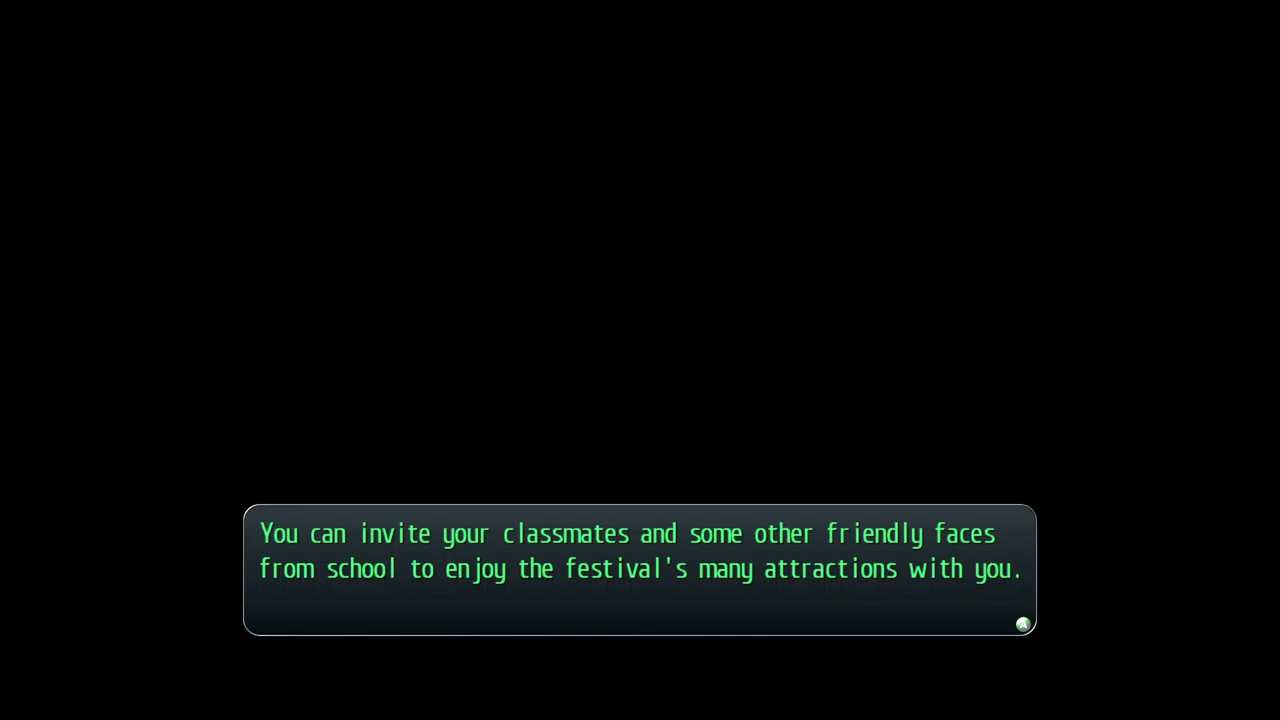 You can invite your classmates and some other friendly faces
from school to enjoy the festival's many attractions with you.
A